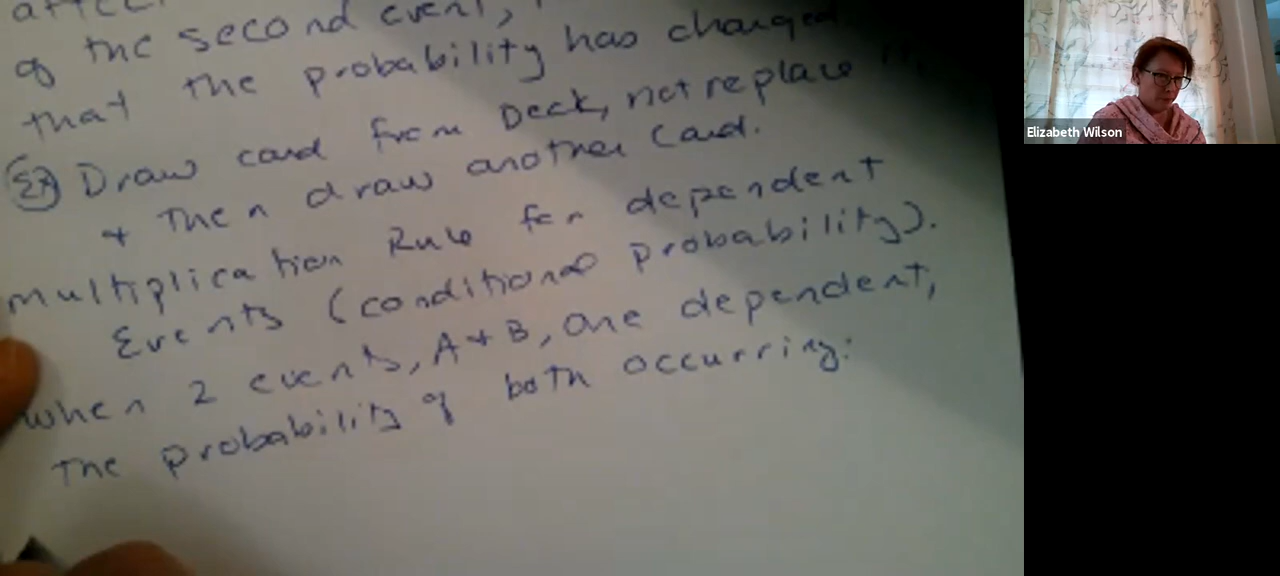 of the second event,
that the probability has changed
Ex Draw card from Deck, not replace
+ then draw another Card.
Multiplication Rule for dependent
Events (conditional probability).
When 2 events, A + B, are dependent,
The probability of both occurring:
Elizabeth Wilson